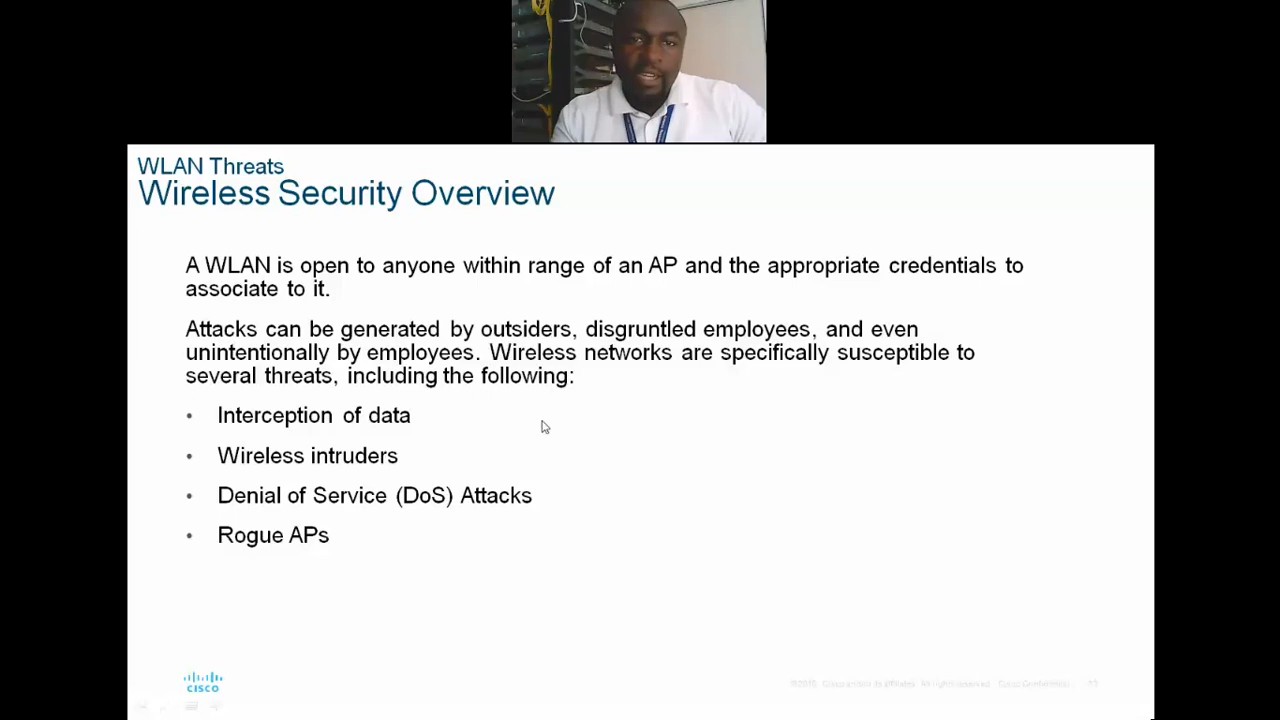 WLAN Threats
Wireless Security Overview
A WLAN is open to anyone within range of an AP and the appropriate credentials to
associate to it.
Attacks can be generated by outsiders, disgruntled employees, and even
unintentionally by employees. Wireless networks are specifically susceptible to
several threats, including the following:
• Interception of data
• Wireless intruders
• Denial of Service (DoS) Attacks
• Rogue APs
CISCO